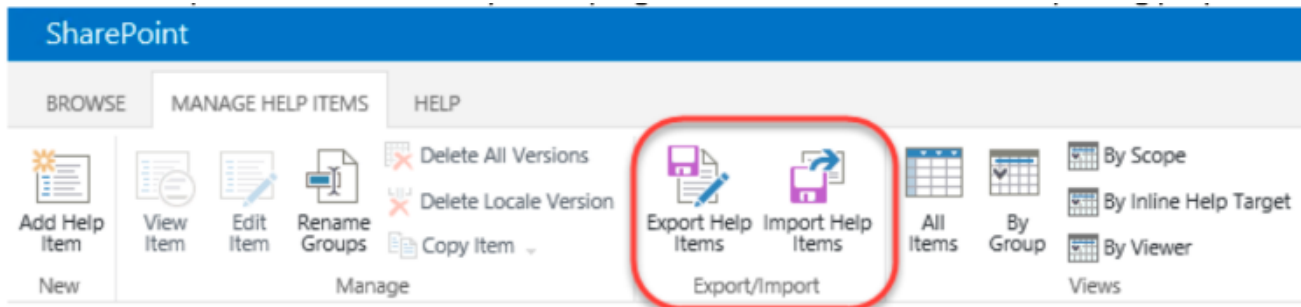 SharePoint
BROWSE MANAGE HELP ITEMS HELP
Add Help
Item
View
Item
Edit
Item
Rename
Groups
Delete All Versions
Delete Locale Version
Copy Item
Export Help
Items
Import Help
Items
All
Items
By
Group
By Scope
By Inline Help Target
By Viewer
New
Manage
Export/Import
Views